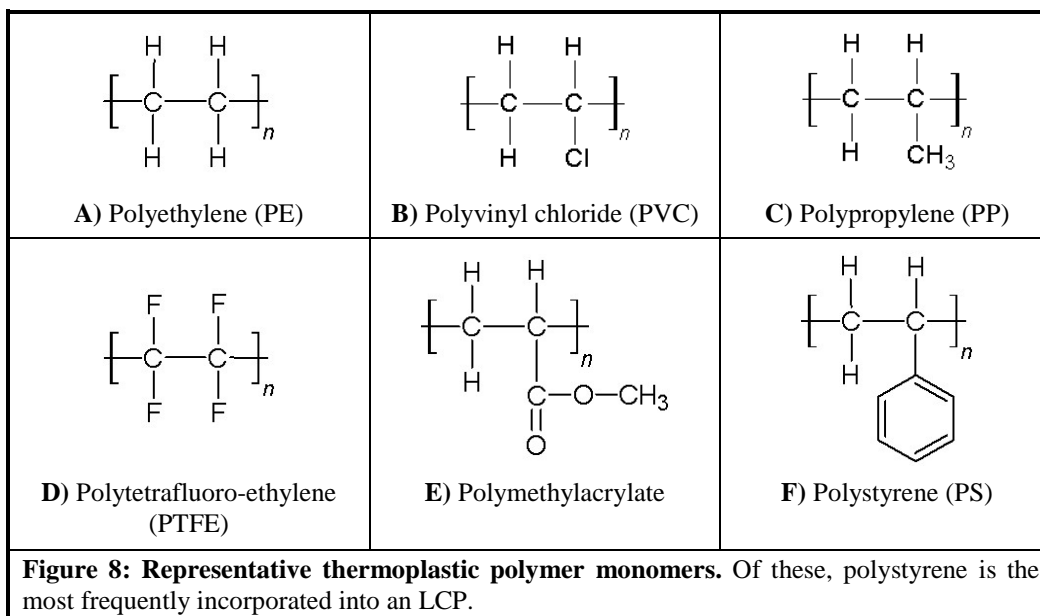 H H
C C
H H
n
A) Polyethylene (PE)
H H
C C
H Cl
n
B) Polyvinyl chloride (PVC)
H H
C C
H CH3
n
C) Polypropylene (PP)
F F
C C
F F
n
D) Polytetrafluoro-ethylene
(PTFE)
H H
C C
n
H
C O CH3
O
E) Polymethylacrylate
H H
C C
n
H
F) Polystyrene (PS)
Figure 8: Representative thermoplastic polymer monomers. Of these, polystyrene is the
most frequently incorporated into an LCP.